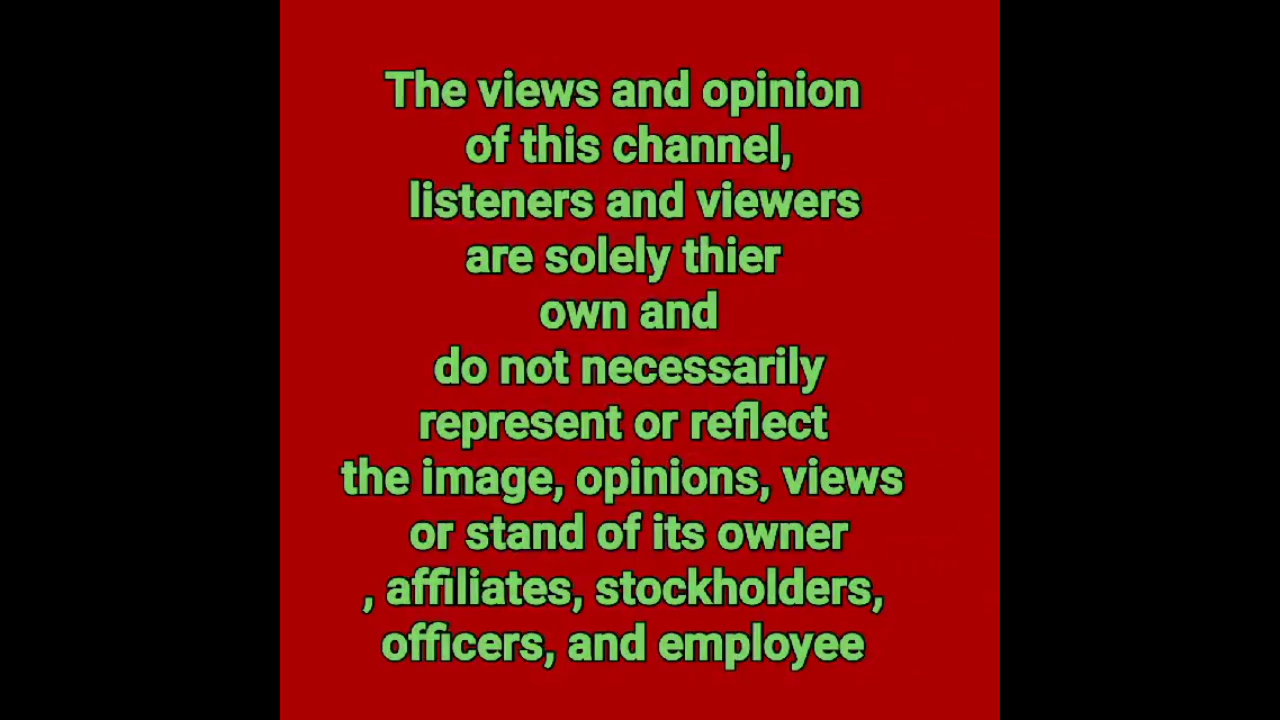 The views and opinion
of this channel,
listeners and viewers
are solely thier
own and
do not necessarily
represent or reflect
the image, opinions, views
or stand of its owner
, affiliates, stockholders,
officers, and employee